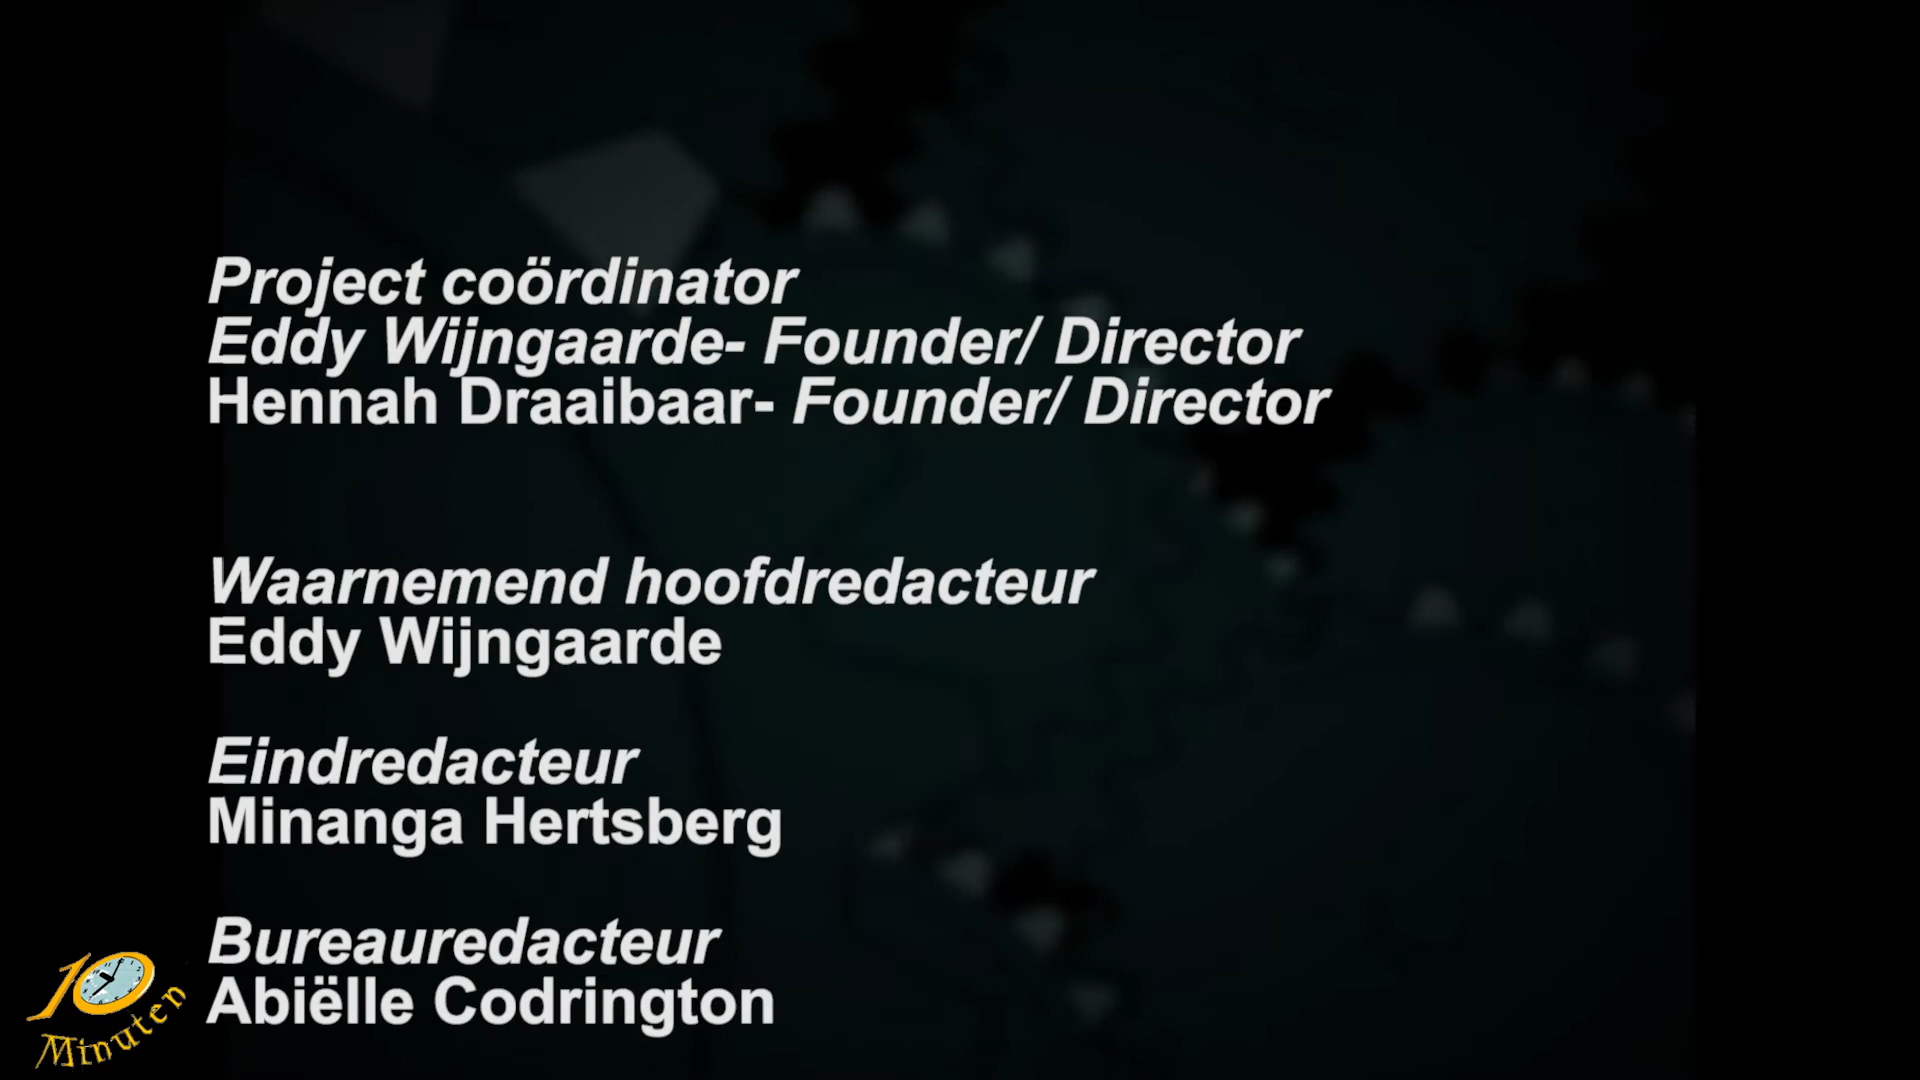 Project coördinator
Eddy Wijngaarde- Founder/ Director
Hennah Draaibaar- Founder/ Director
Waarnemend hoofdredacteur
Eddy Wijngaarde
Eindredacteur
Minanga Hertsberg
Bureauredacteur
Abiëlle Codrington
10
Minuten